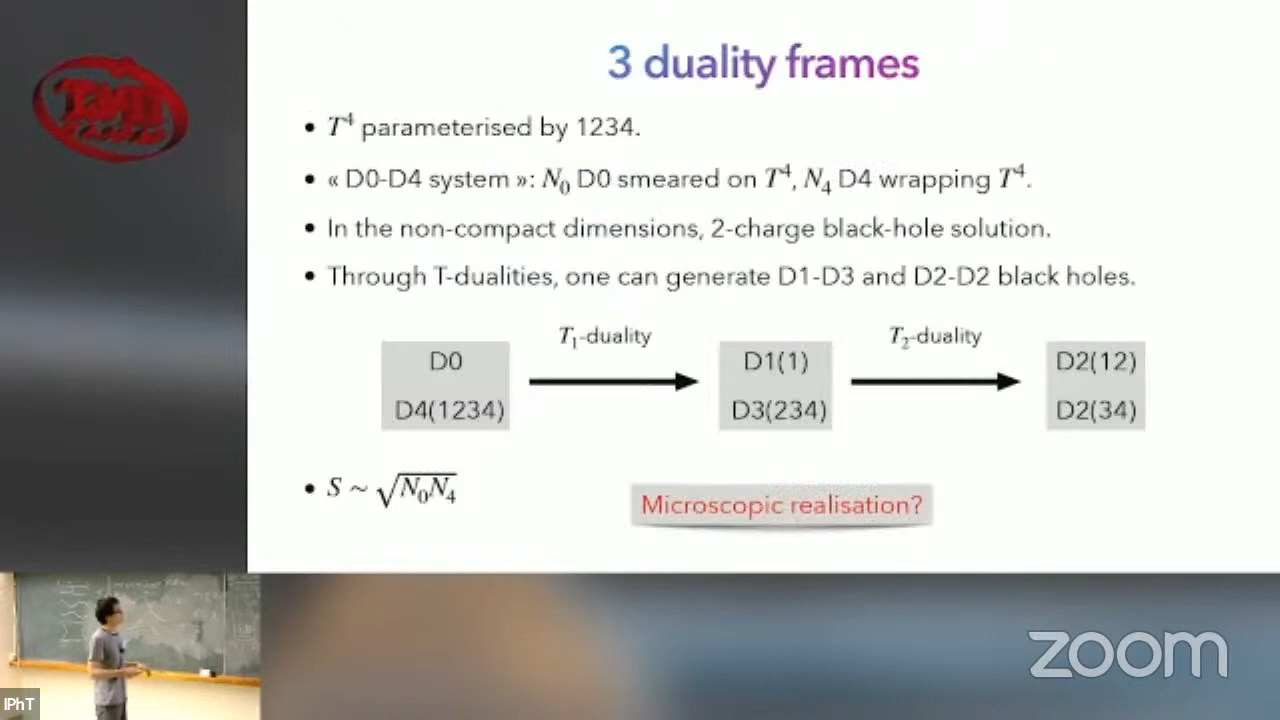 3 duality frames
• T⁴ parameterised by 1234.
• « D0-D4 system »: N₀ D0 smeared on T⁴, N₄ D4 wrapping T⁴.
• In the non-compact dimensions, 2-charge black-hole solution.
• Through T-dualities, one can generate D1-D3 and D2-D2 black holes.
T₁-duality
T₂-duality
D0
D4(1234)
D1(1)
D3(234)
D2(12)
D2(34)
• S ~ √N₀N₄
Microscopic realisation?
IPhT
zoom